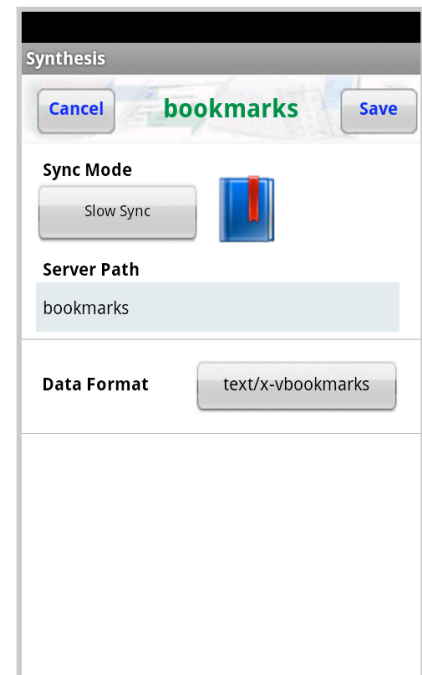 Synthesis
Cancel bookmarks Save
Sync Mode
Slow Sync
Server Path
bookmarks
Data Format text/x-vbookmarks